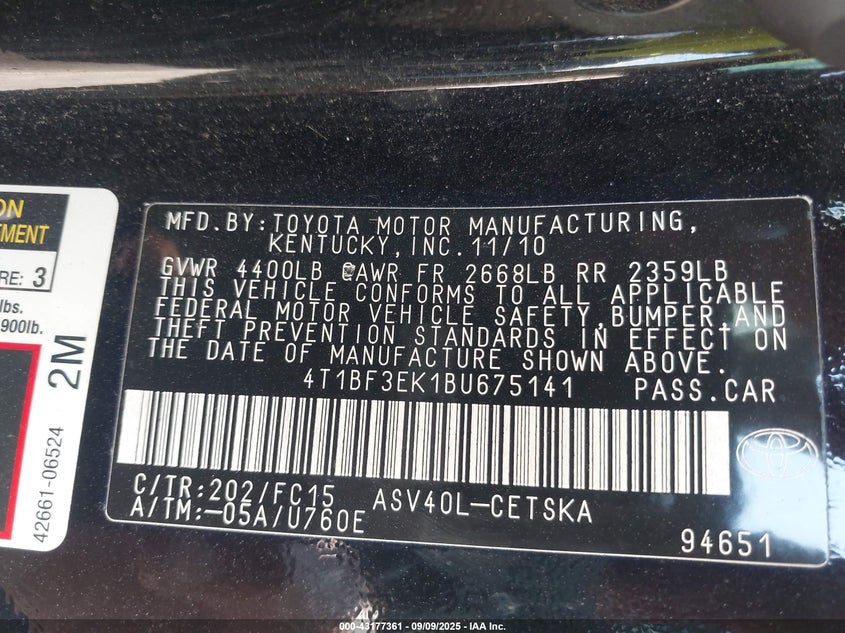 ON
TMENT
RE: 3
lbs.
900lb.
2M
42661-06524
MFD.BY:TOYOTA MOTOR MANUFACTURING,
KENTUCKY,INC.11/10
GVWR 4400LB GAWR FR 2668LB RR 2359LB
THIS VEHICLE CONFORMS TO ALL APPLICABLE
FEDERAL MOTOR VEHICLE SAFETY,BUMPER,AND
THEFT PREVENTION STANDARDS IN EFFECT ON
THE DATE OF MANUFACTURE SHOWN ABOVE.
4T1BF3EK1BU675141 PASS.CAR
C/TR:202/FC15 ASV40L-CETSKA
A/TM:-05A/U760E
94651
000-43177361 - 09/09/2025 - IAA Inc.